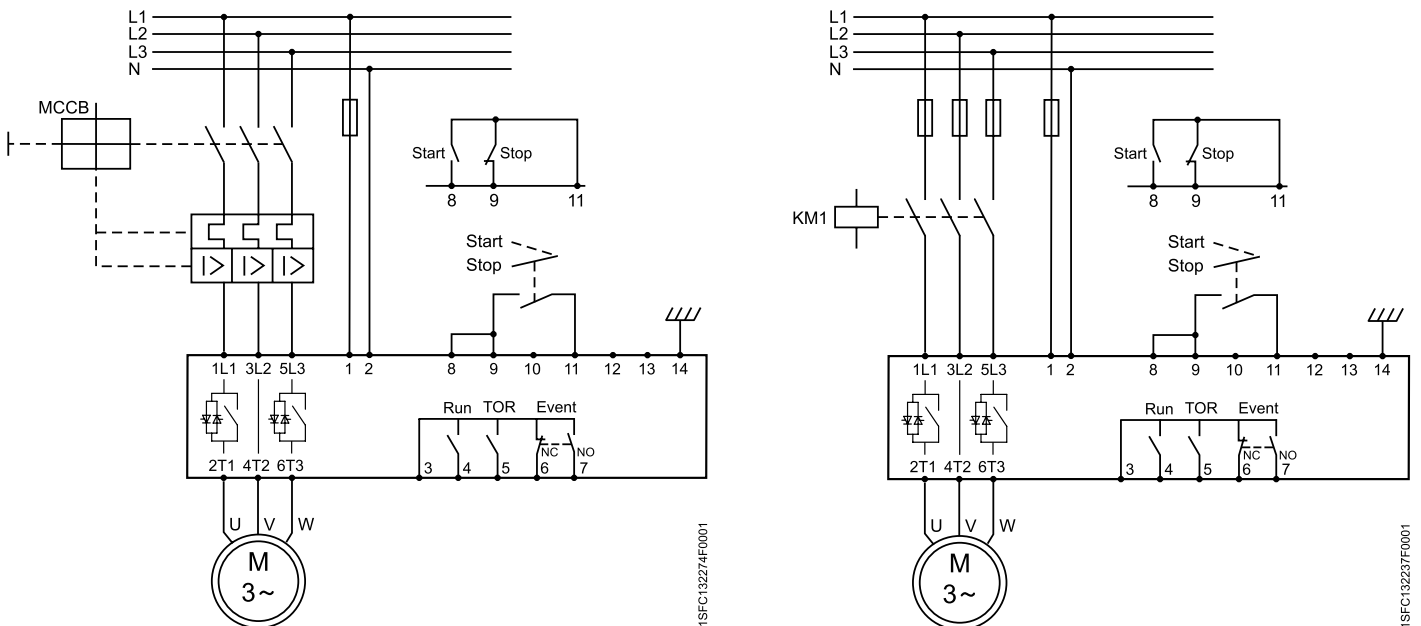 L1
L2
L3
N
MCCB
Start
Stop
8 9 11
Start
Stop
1L1 3L2 5L3 1 2 8 9 10 11 12 13 14
Run TOR Event
NC NO
2T1 4T2 6T3 3 4 5 6 7
U V W
M
3~
1SFC132274F0001
L1
L2
L3
N
KM1
Start
Stop
8 9 11
Start
Stop
1L1 3L2 5L3 1 2 8 9 10 11 12 13 14
Run TOR Event
NC NO
2T1 4T2 6T3 3 4 5 6 7
U V W
M
3~
1SFC132237F0001